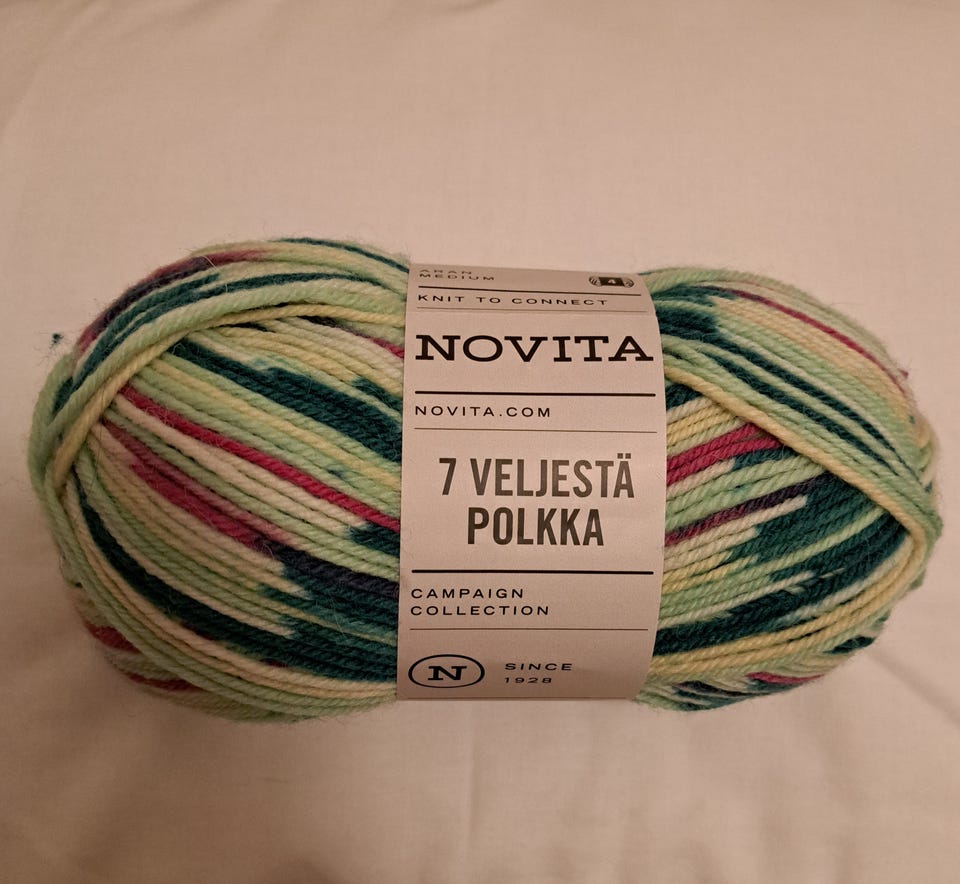 ARAN
MEDIUM
4
KNIT TO CONNECT
NOVITA
NOVITA.COM
7 VELJESTÄ
POLKKA
CAMPAIGN
COLLECTION
N
SINCE
1928